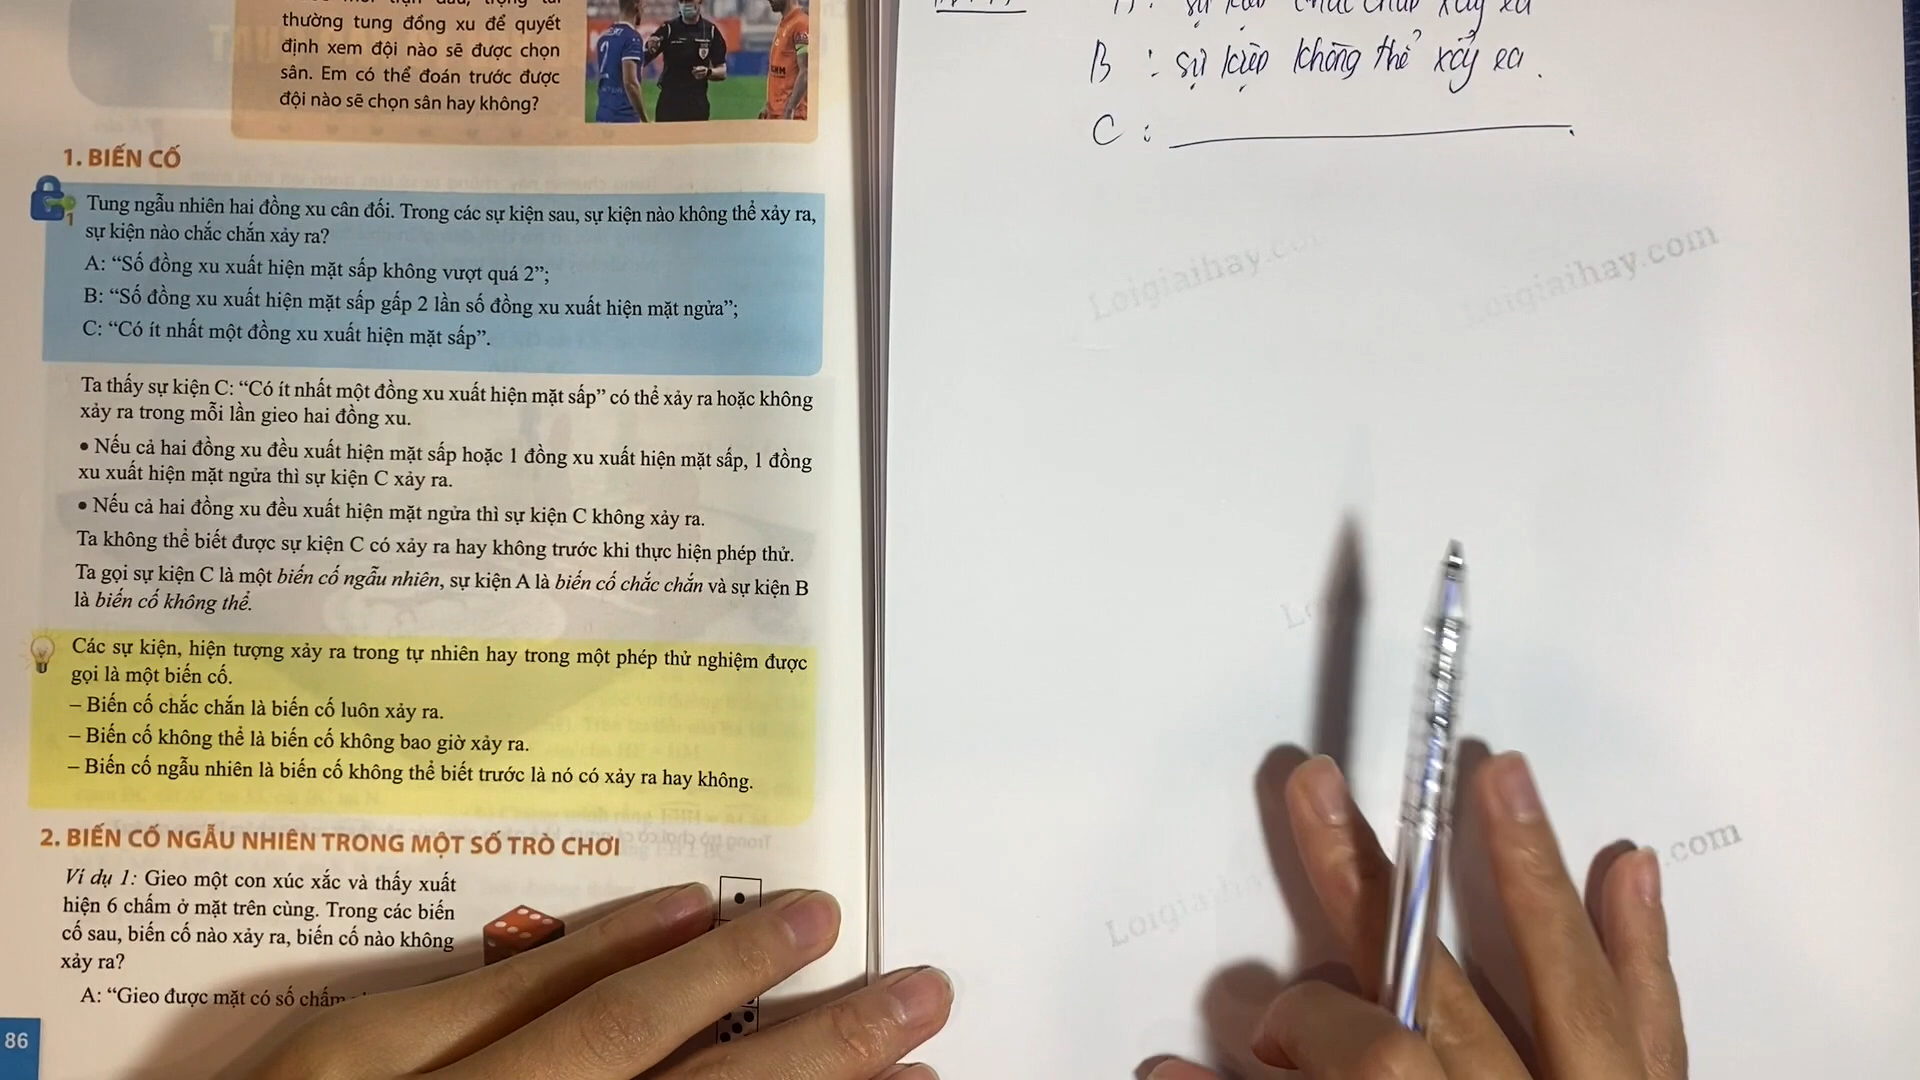 thường tung đồng xu để quyết
định xem đội nào sẽ được chọn
sân. Em có thể đoán trước được
đội nào sẽ chọn sân hay không?
1. BIẾN CỐ
1
Tung ngẫu nhiên hai đồng xu cân đối. Trong các sự kiện sau, sự kiện nào không thể xảy ra,
sự kiện nào chắc chắn xảy ra?
A: “Số đồng xu xuất hiện mặt sấp không vượt quá 2”;
B: “Số đồng xu xuất hiện mặt sấp gấp 2 lần số đồng xu xuất hiện mặt ngửa”;
C: “Có ít nhất một đồng xu xuất hiện mặt sấp”.
Ta thấy sự kiện C: “Có ít nhất một đồng xu xuất hiện mặt sấp” có thể xảy ra hoặc không
xảy ra trong mỗi lần gieo hai đồng xu.
• Nếu cả hai đồng xu đều xuất hiện mặt sấp hoặc 1 đồng xu xuất hiện mặt sấp, 1 đồng
xu xuất hiện mặt ngửa thì sự kiện C xảy ra.
• Nếu cả hai đồng xu đều xuất hiện mặt ngửa thì sự kiện C không xảy ra.
Ta không thể biết được sự kiện C có xảy ra hay không trước khi thực hiện phép thử.
Ta gọi sự kiện C là một biến cố ngẫu nhiên, sự kiện A là biến cố chắc chắn và sự kiện B
là biến cố không thể.
Các sự kiện, hiện tượng xảy ra trong tự nhiên hay trong một phép thử nghiệm được
gọi là một biến cố.
– Biến cố chắc chắn là biến cố luôn xảy ra.
– Biến cố không thể là biến cố không bao giờ xảy ra.
– Biến cố ngẫu nhiên là biến cố không thể biết trước là nó có xảy ra hay không.
2. BIẾN CỐ NGẪU NHIÊN TRONG MỘT SỐ TRÒ CHƠI
Ví dụ 1: Gieo một con xúc xắc và thấy xuất
hiện 6 chấm ở mặt trên cùng. Trong các biến
cố sau, biến cố nào xảy ra, biến cố nào không
xảy ra?
A: “Gieo được mặt có số chấm
86
A: sự kiện chắc chắn xảy ra
B : sự kiện không thể xảy ra.
C :
Loigiaihay.com
Loigiaihay.com
.com